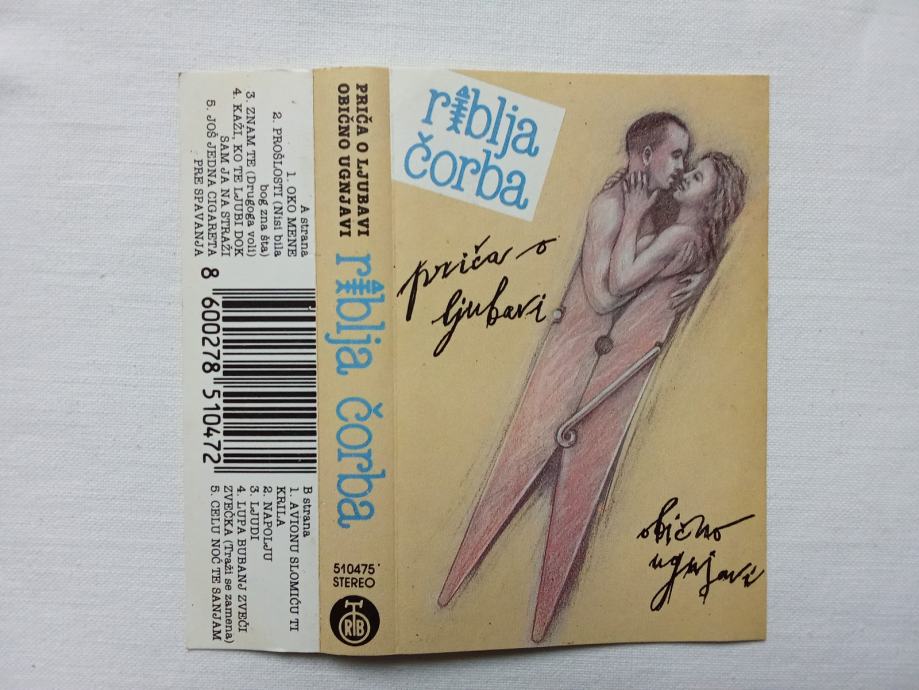 A strana
1. OKO MENE
2. PROŠLOSTI (Nisi bila
bog zna šta)
3. ZNAM TE (Drugoga voli)
4. KAŽI, KO TE LJUBI DOK
SAM JA NA STRAŽI
5. JOŠ JEDNA CIGARETA
PRE SPAVANJA
8 600278 510472
B strana
1. AVIONU SLOMIĆU TI
KRILA
2. NAPOLJU
3. LJUDI
4. LUPA BUBANJ ZVEČI
ZVEČKA (Traži se zamena)
5. CELU NOĆ TE SANJAM
PRIČA O LJUBAVI
OBIČNO UGNJAVI
riblja čorba
510475
STEREO
RTB
riblja
čorba
priča o
ljubavi
obično
ugnjavi